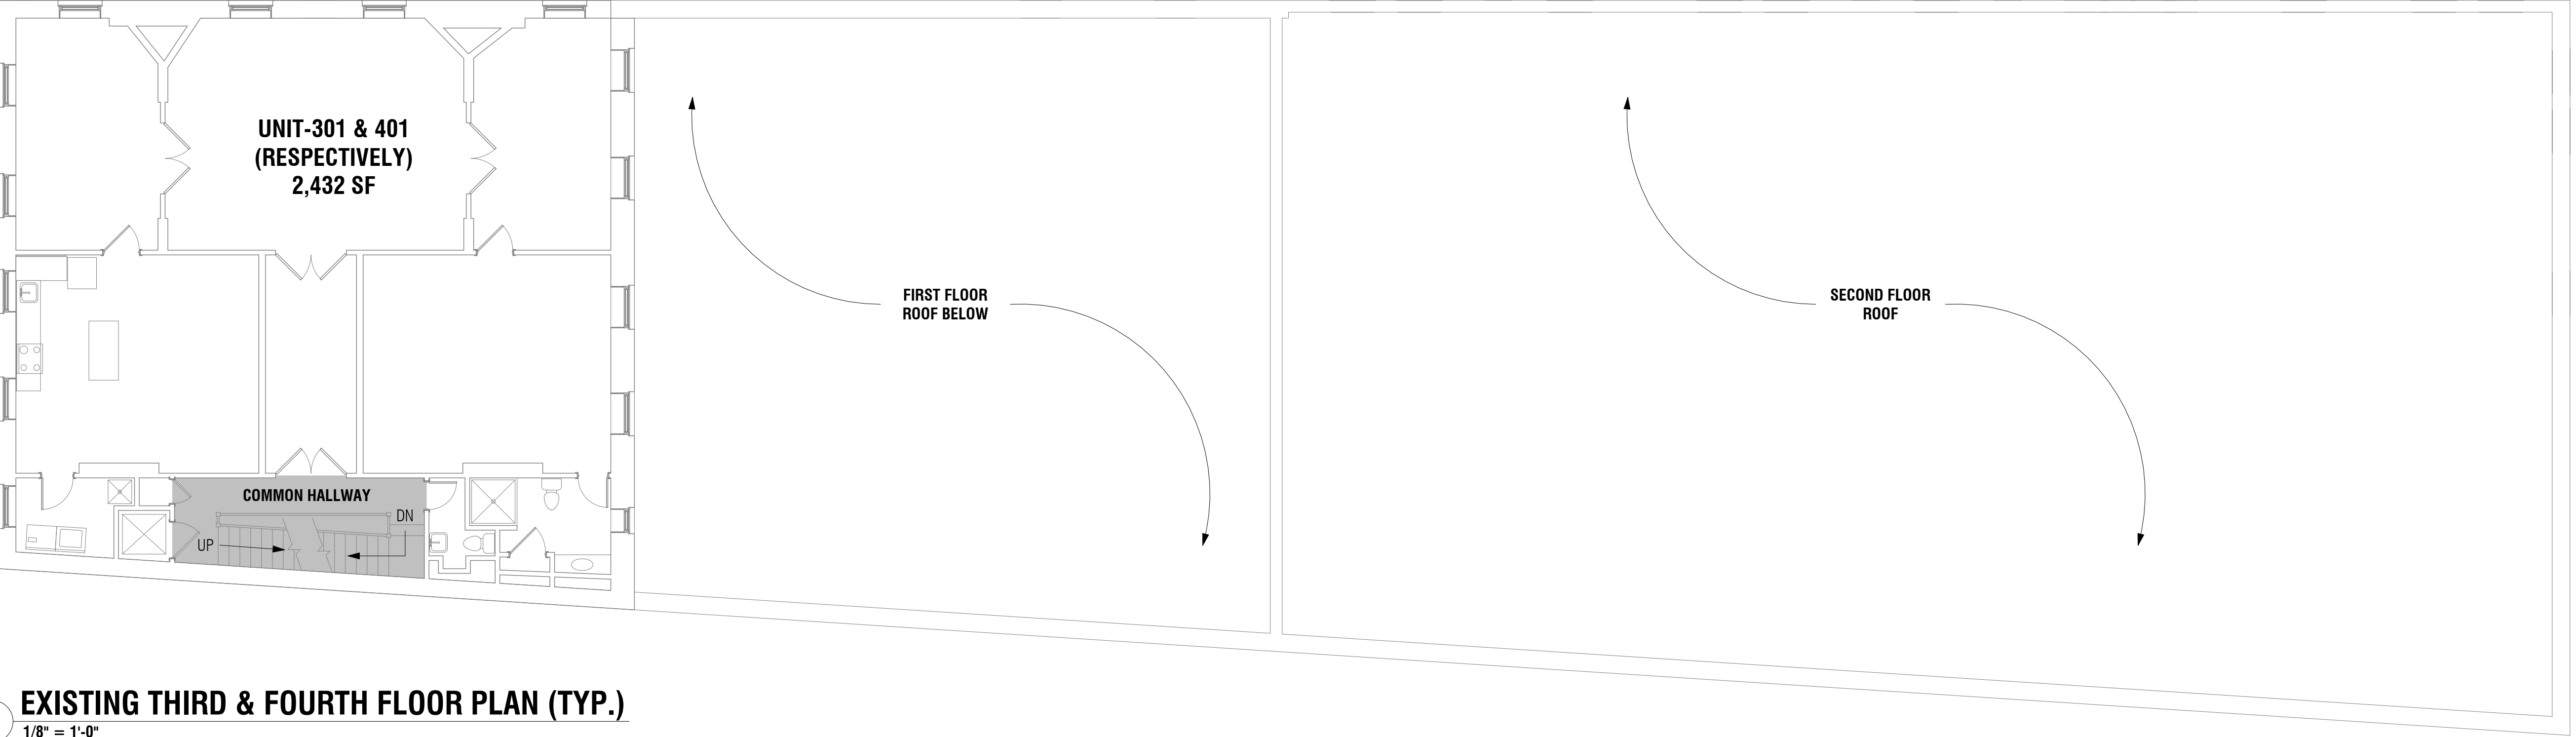 UNIT-301 & 401
(RESPECTIVELY)
2,432 SF
FIRST FLOOR
ROOF BELOW
SECOND FLOOR
ROOF
COMMON HALLWAY
DN
UP
EXISTING THIRD & FOURTH FLOOR PLAN (TYP.)
1/8" = 1'-0"